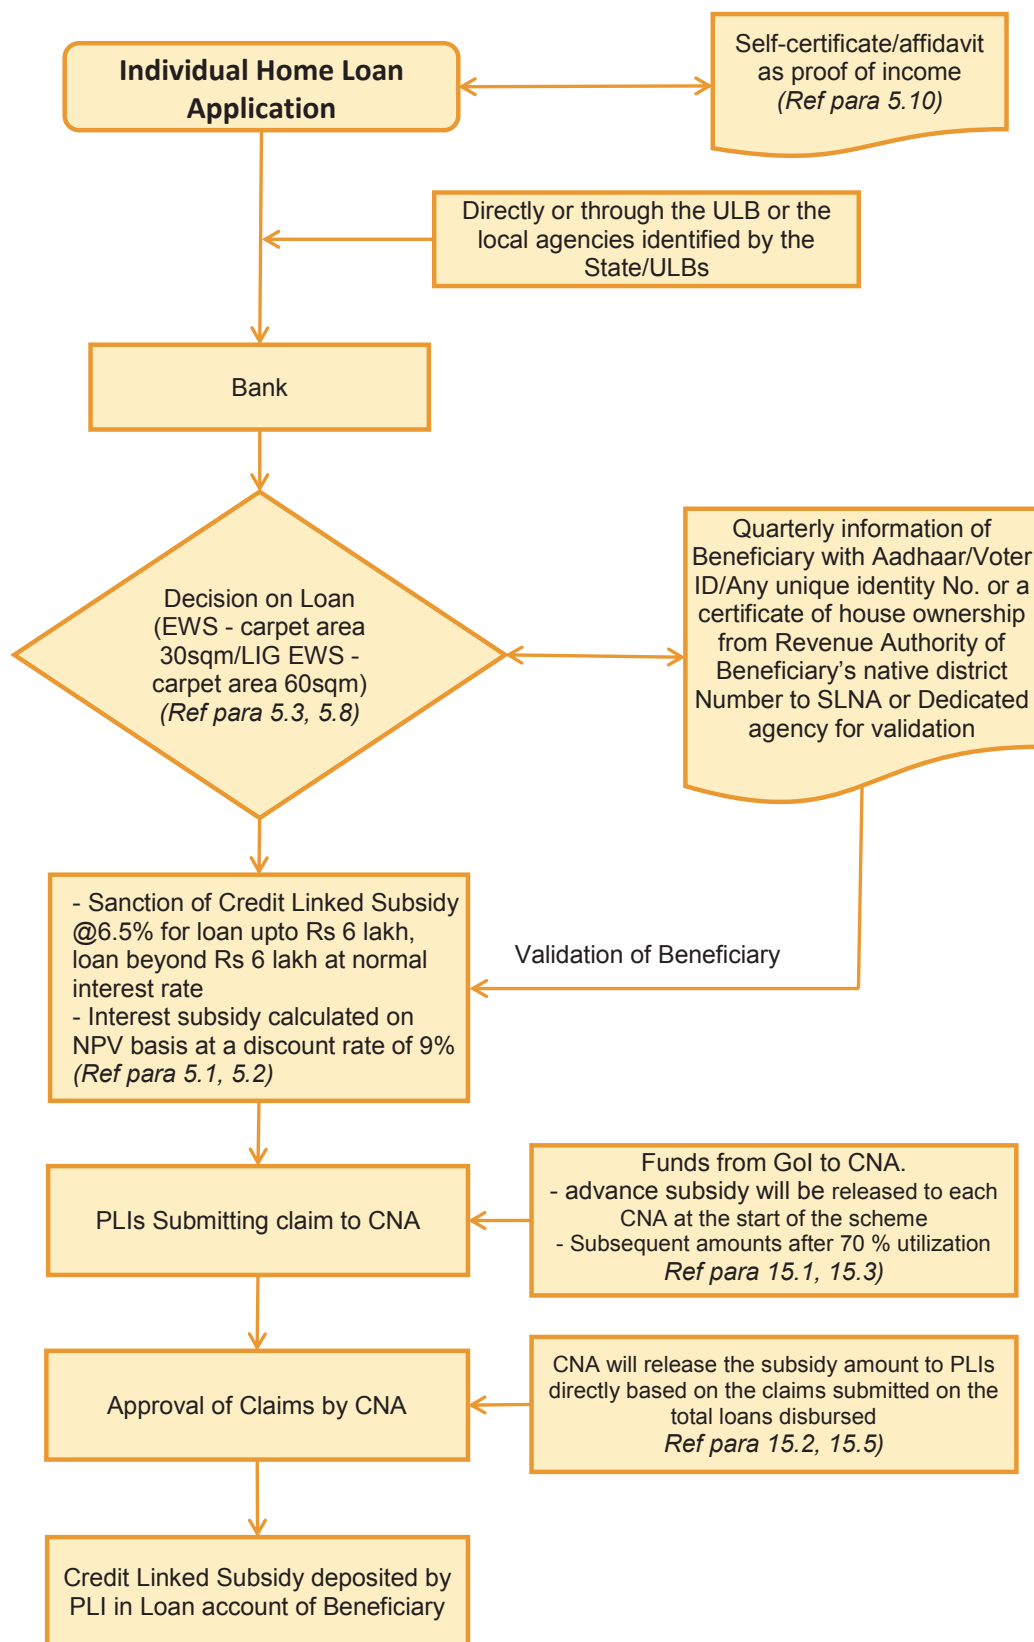 Individual Home Loan
Application
Self-certificate/affidavit
as proof of income
(Ref para 5.10)
Directly or through the ULB or the
local agencies identified by the
State/ULBs
Bank
Decision on Loan
(EWS - carpet area
30sqm/LIG EWS -
carpet area 60sqm)
(Ref para 5.3, 5.8)
Quarterly information of
Beneficiary with Aadhaar/Voter
ID/Any unique identity No. or a
certificate of house ownership
from Revenue Authority of
Beneficiary's native district
Number to SLNA or Dedicated
agency for validation
- Sanction of Credit Linked Subsidy
@6.5% for loan upto Rs 6 lakh,
loan beyond Rs 6 lakh at normal
interest rate
- Interest subsidy calculated on
NPV basis at a discount rate of 9%
(Ref para 5.1, 5.2)
Validation of Beneficiary
PLIs Submitting claim to CNA
Funds from GoI to CNA.
- advance subsidy will be released to each
CNA at the start of the scheme
- Subsequent amounts after 70 % utilization
Ref para 15.1, 15.3)
Approval of Claims by CNA
CNA will release the subsidy amount to PLIs
directly based on the claims submitted on the
total loans disbursed
Ref para 15.2, 15.5)
Credit Linked Subsidy deposited by
PLI in Loan account of Beneficiary